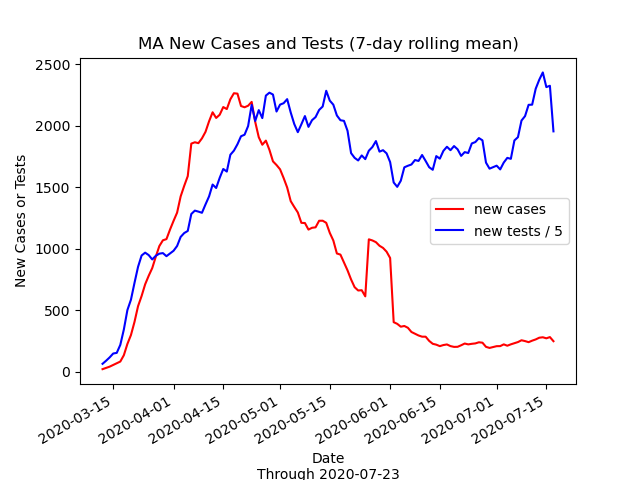 MA New Cases and Tests (7-day rolling mean)
2500
2000
1500
1000
500
0
New Cases or Tests
new cases
new tests / 5
2020-03-15
2020-04-01
2020-04-15
2020-05-01
2020-05-15
2020-06-01
2020-06-15
2020-07-01
2020-07-15
Date
Through 2020-07-23